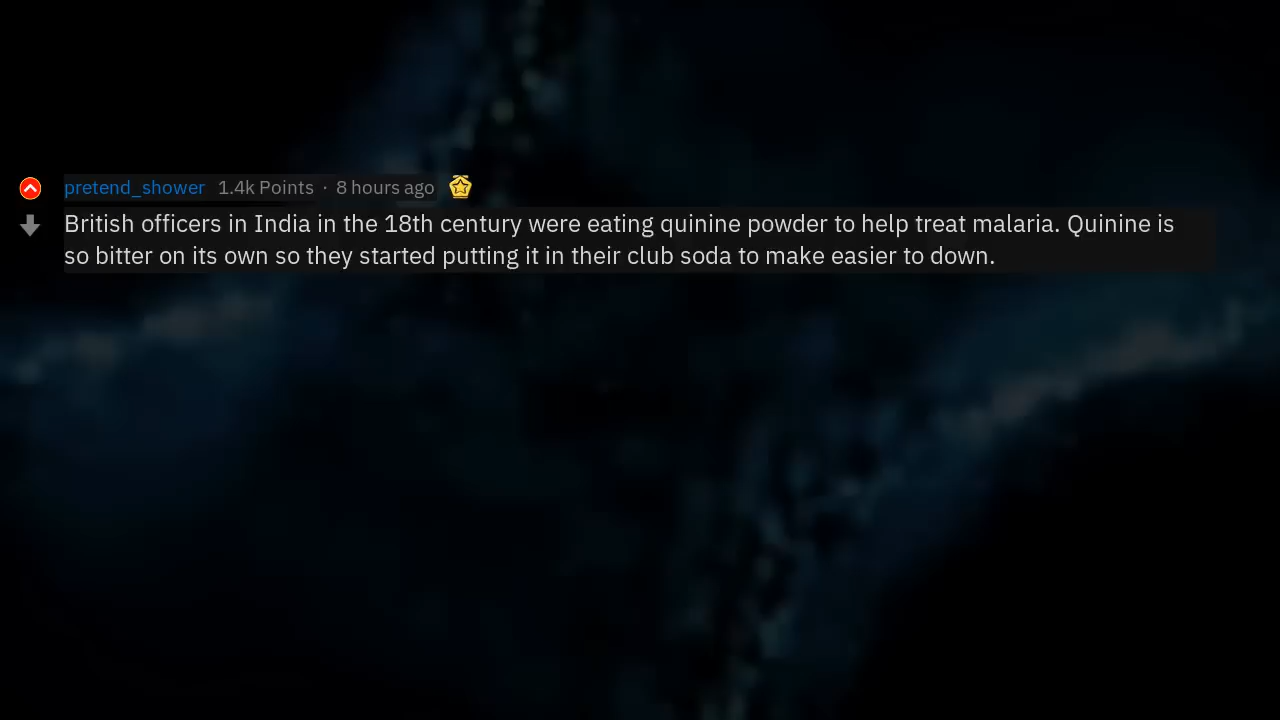 pretend_shower 1.4k Points · 8 hours ago
British officers in India in the 18th century were eating quinine powder to help treat malaria. Quinine is
so bitter on its own so they started putting it in their club soda to make easier to down.